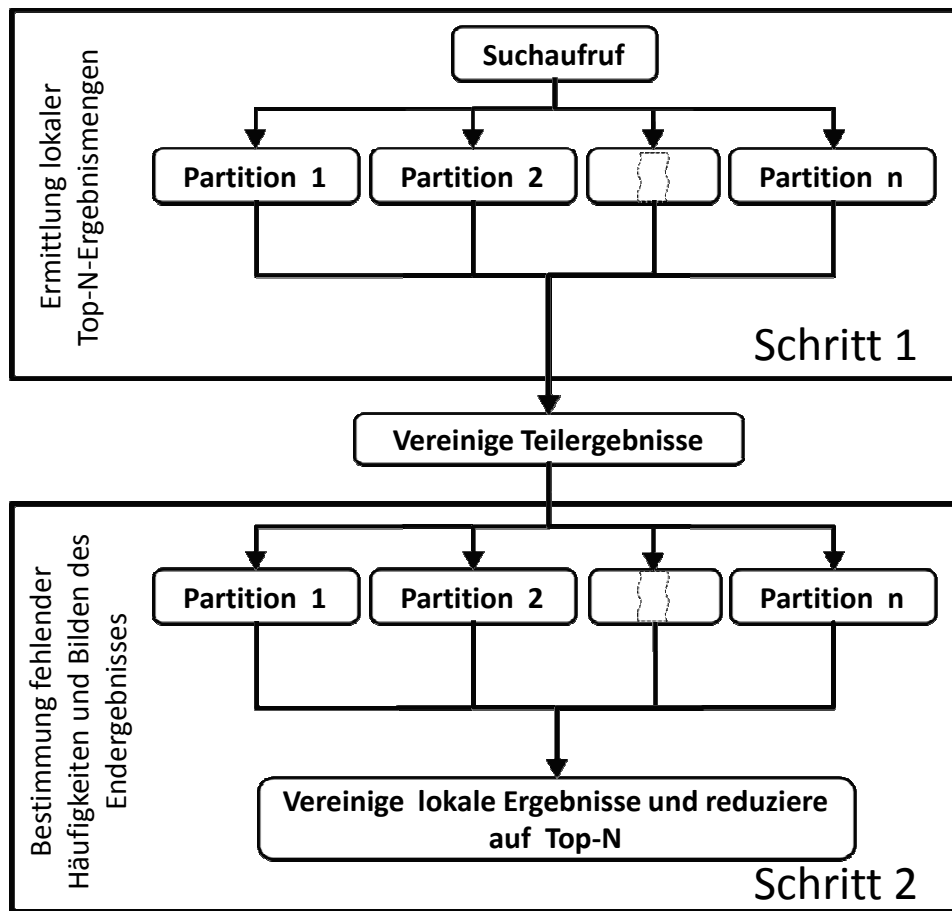 Ermittlung lokaler
Top-N-Ergebnismengen
Suchaufruf
Partition 1
Partition 2
Partition n
Schritt 1
Vereinige Teilergebnisse
Bestimmung fehlender
Häufigkeiten und Bilden des
Endergebnisses
Partition 1
Partition 2
Partition n
Vereinige lokale Ergebnisse und reduziere
auf Top-N
Schritt 2